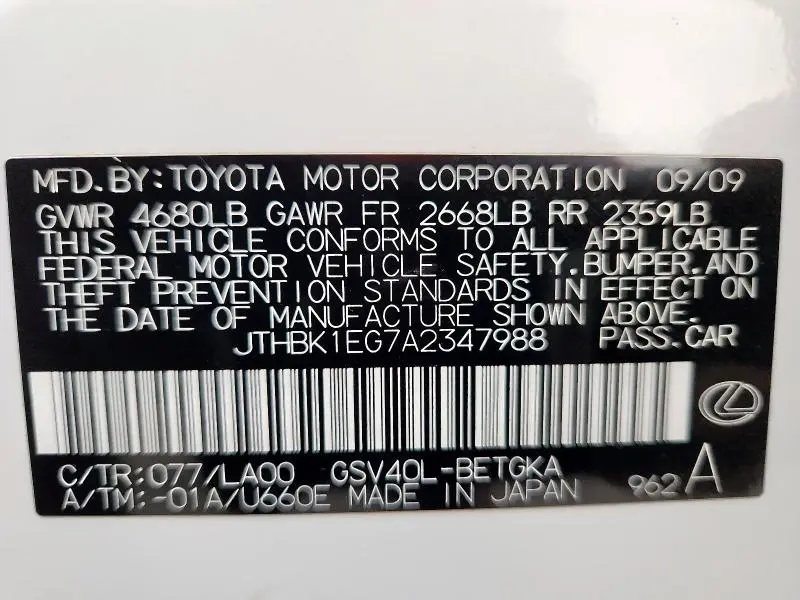 MFD. BY: TOYOTA MOTOR CORPORATION 09/09
GVWR 4680LB GAWR FR 2668LB RR 2359LB
THIS VEHICLE CONFORMS TO ALL APPLICABLE
FEDERAL MOTOR VEHICLE SAFETY. BUMPER. AND
THEFT PREVENTION STANDARDS IN EFFECT ON
THE DATE OF MANUFACTURE SHOWN ABOVE.
JTHBK1EG7A2347988 PASS. CAR
C/TR: 077/LA00 GSV40L-BETGKA
A/TM: -01A/U660E MADE IN JAPAN 962 A